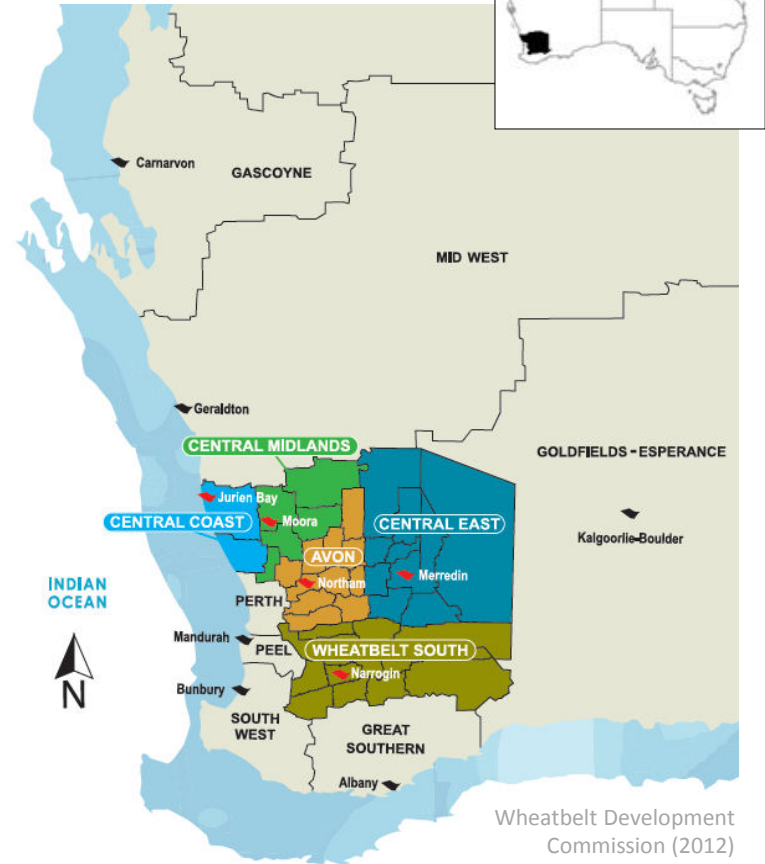 Carnarvon
GASCOYNE
MID WEST
Geraldton
CENTRAL MIDLANDS
GOLDFIELDS - ESPERANCE
Jurien Bay
CENTRAL COAST
Moora
CENTRAL EAST
Kalgoorlie-Boulder
AVON
Merredin
Northam
INDIAN
OCEAN
PERTH
Mandurah
PEEL
WHEATBELT SOUTH
Narrogin
N
Bunbury
SOUTH
WEST
GREAT
SOUTHERN
Albany
Wheatbelt Development
Commission (2012)